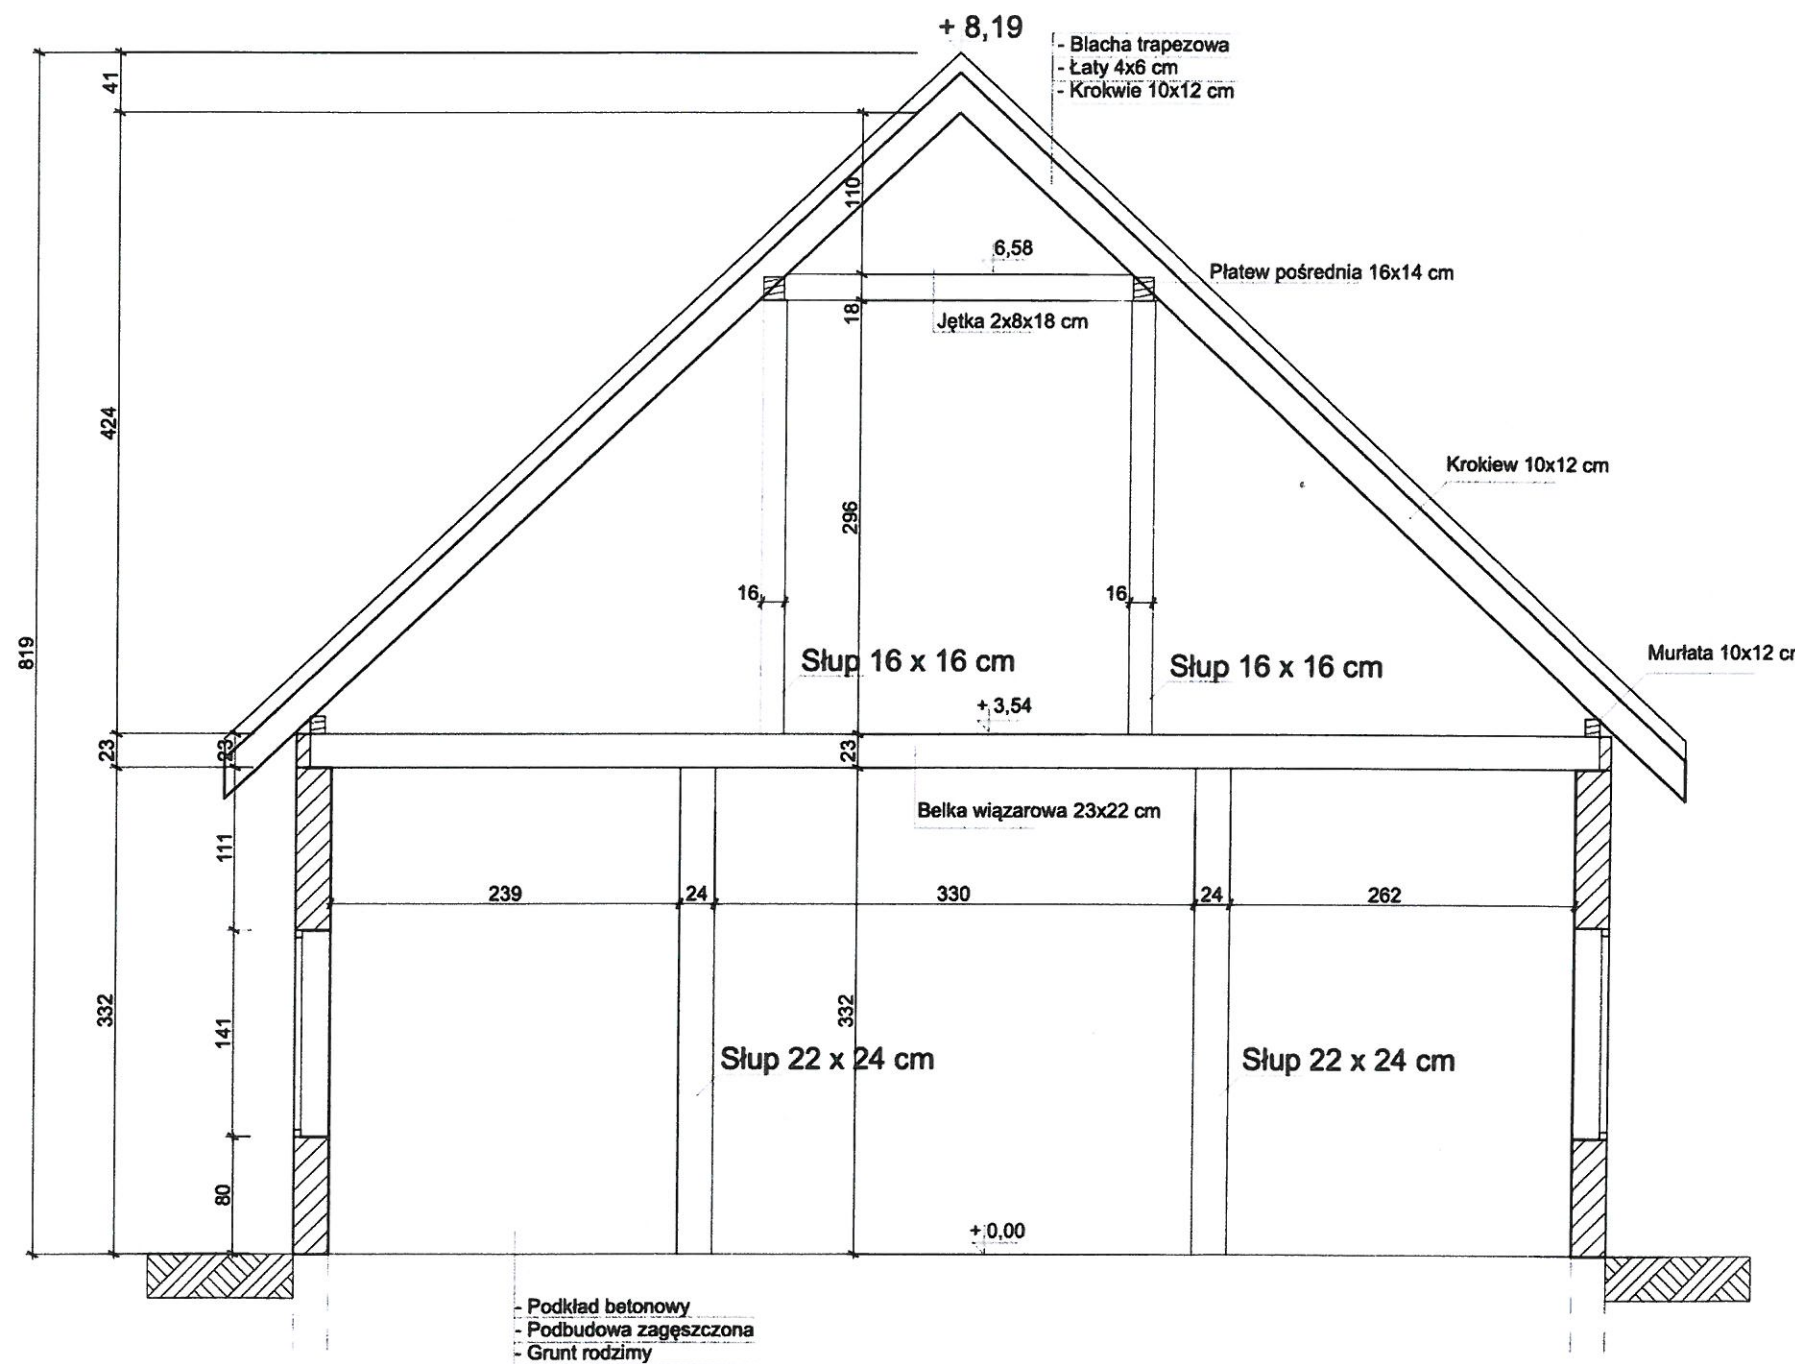 + 8,19
- Blacha trapezowa
- Łaty 4x6 cm
- Krokwie 10x12 cm
41
110
6,58
Płatew pośrednia 16x14 cm
18
Jętka 2x8x18 cm
424
Krokiew 10x12 cm
296
16
16
819
Słup 16 x 16 cm
Słup 16 x 16 cm
Murłata 10x12 cm
+ 3,54
23
23
23
Belka wiązarowa 23x22 cm
111
239
24
330
24
262
332
141
332
Słup 22 x 24 cm
Słup 22 x 24 cm
80
+ 0,00
- Podkład betonowy
- Podbudowa zagęszczona
- Grunt rodzimy